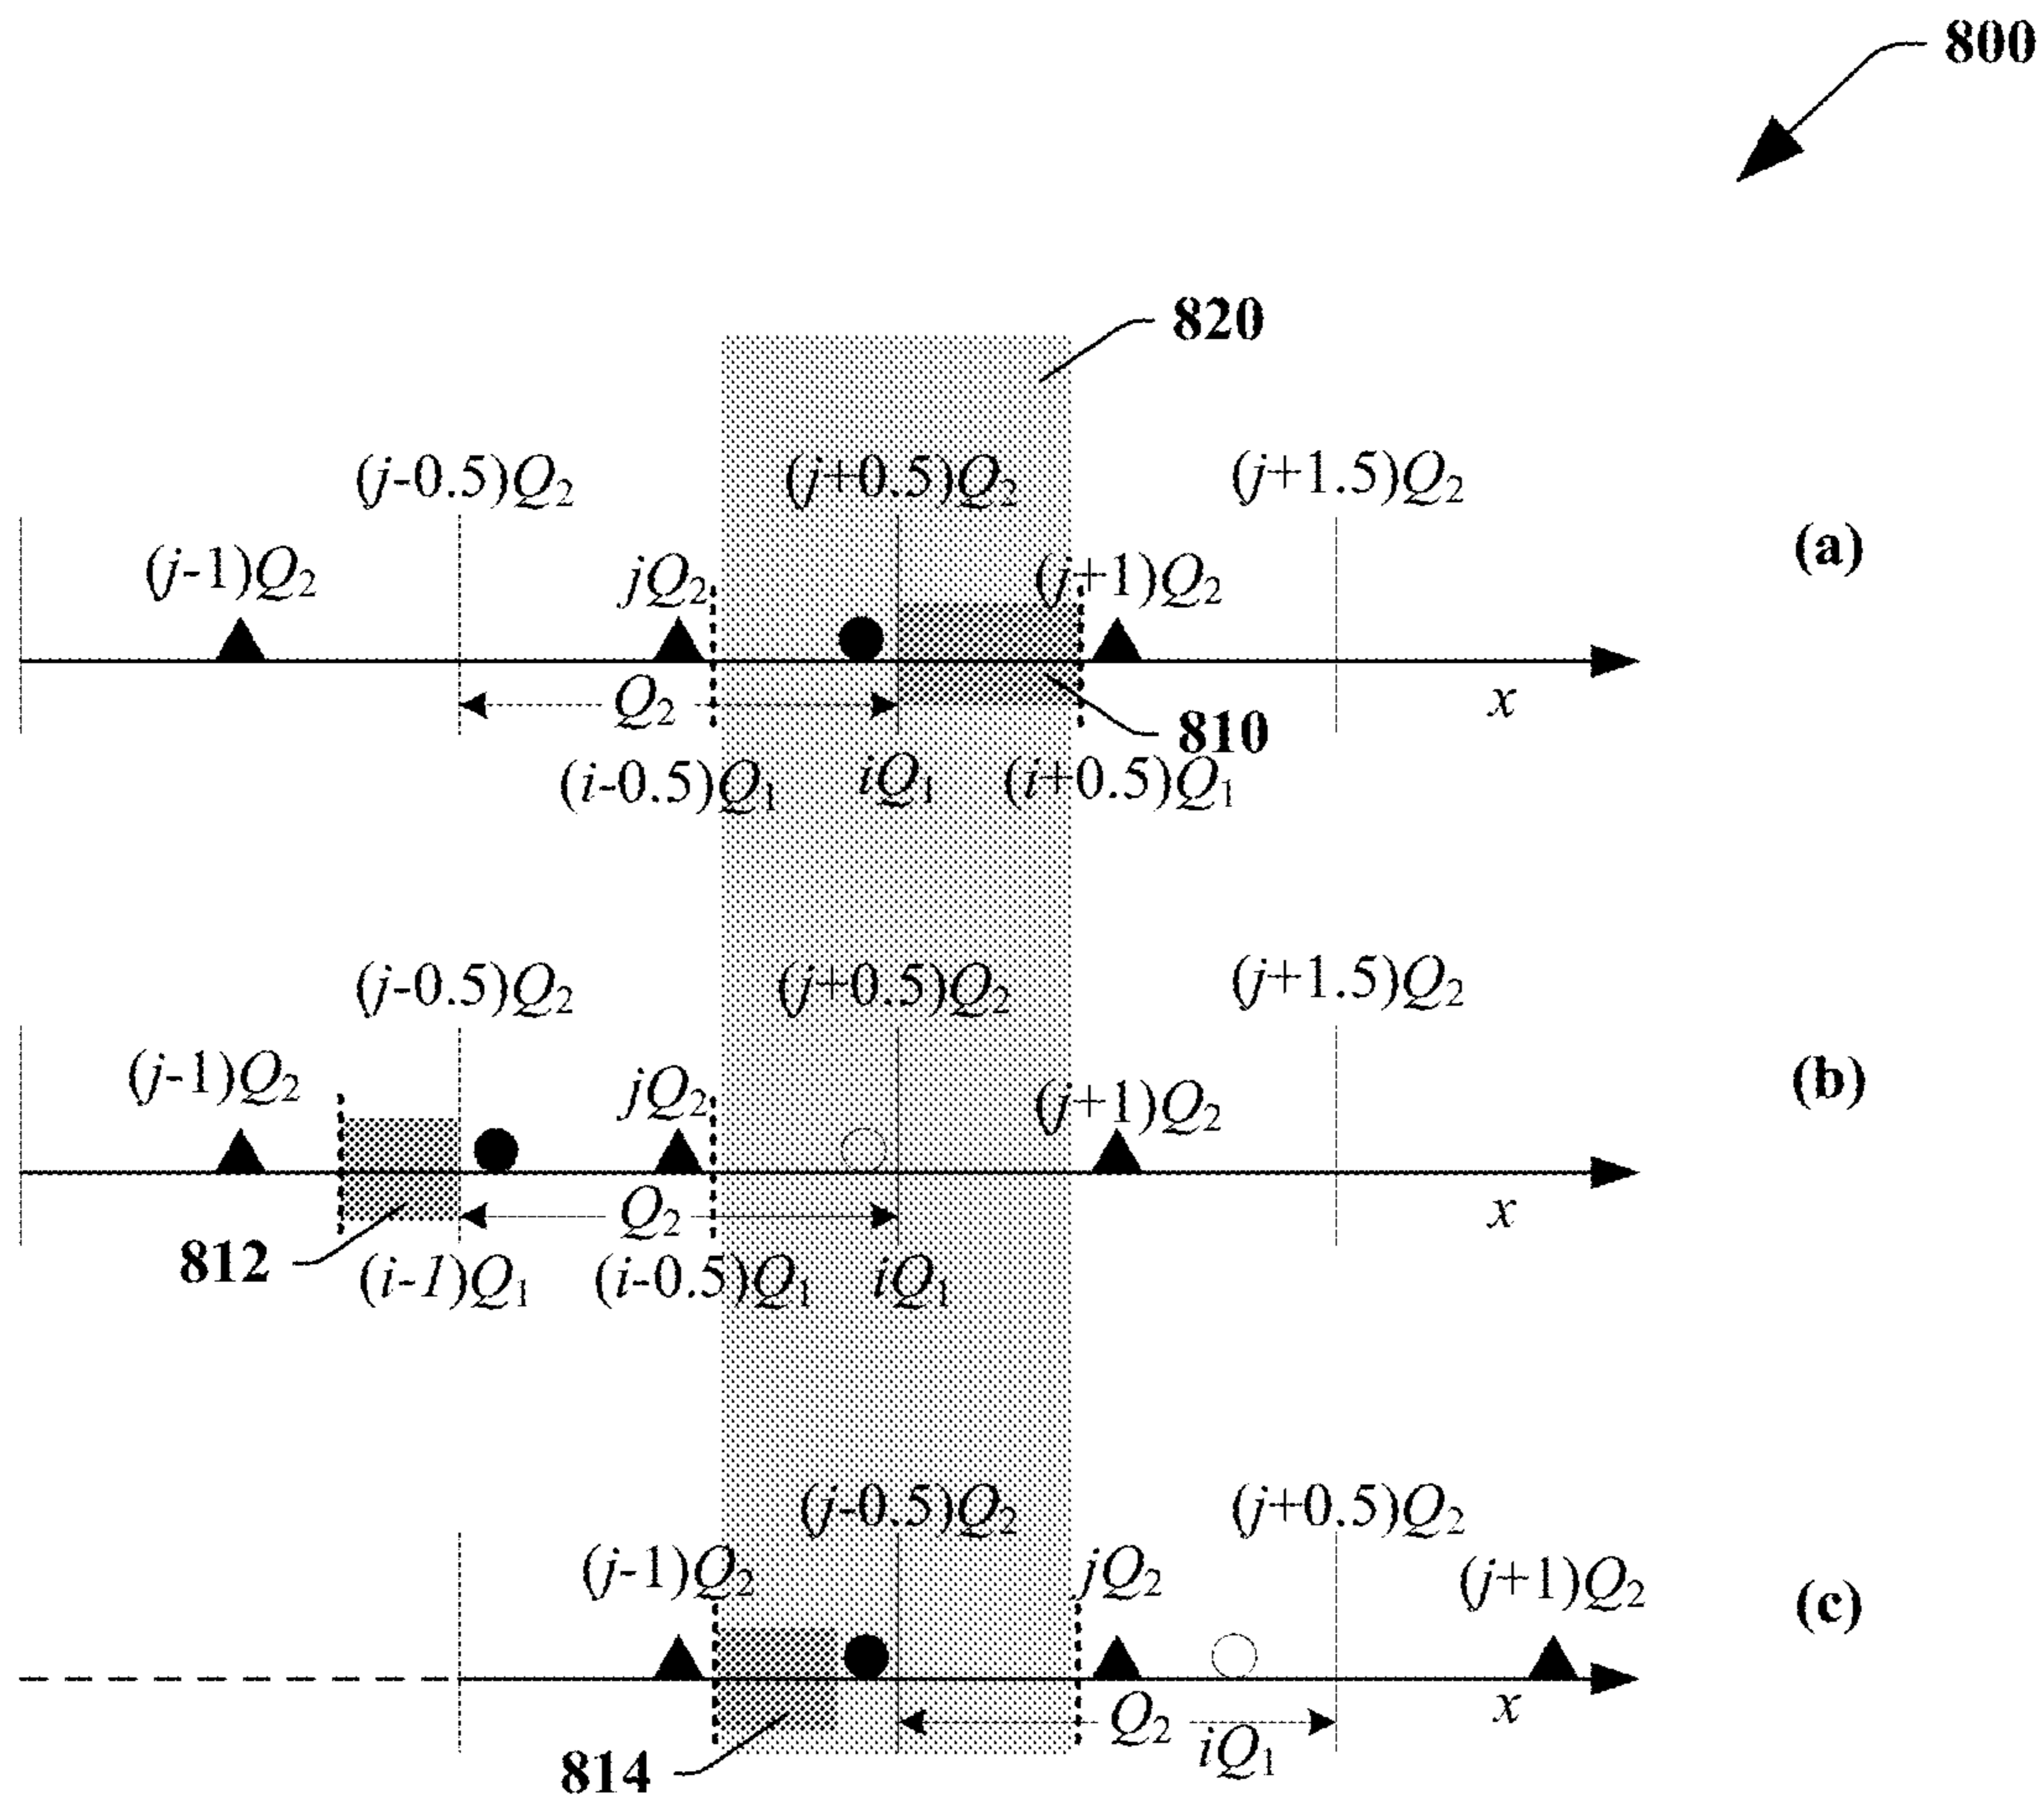 800
820
(j-0.5)Q2 (j+0.5)Q2 (j+1.5)Q2
(a)
(j-1)Q2 jQ2 (j+1)Q2
Q2 x
810
(i-0.5)Q1 iQ1 (i+0.5)Q1
(j-0.5)Q2 (j+0.5)Q2 (j+1.5)Q2
(b)
(j-1)Q2 jQ2 (j+1)Q2
Q2 x
812 (i-1)Q1 (i-0.5)Q1 iQ1
(j-0.5)Q2 (j+0.5)Q2
(j-1)Q2 jQ2 (j+1)Q2
(c)
Q2 x
iQ1
814